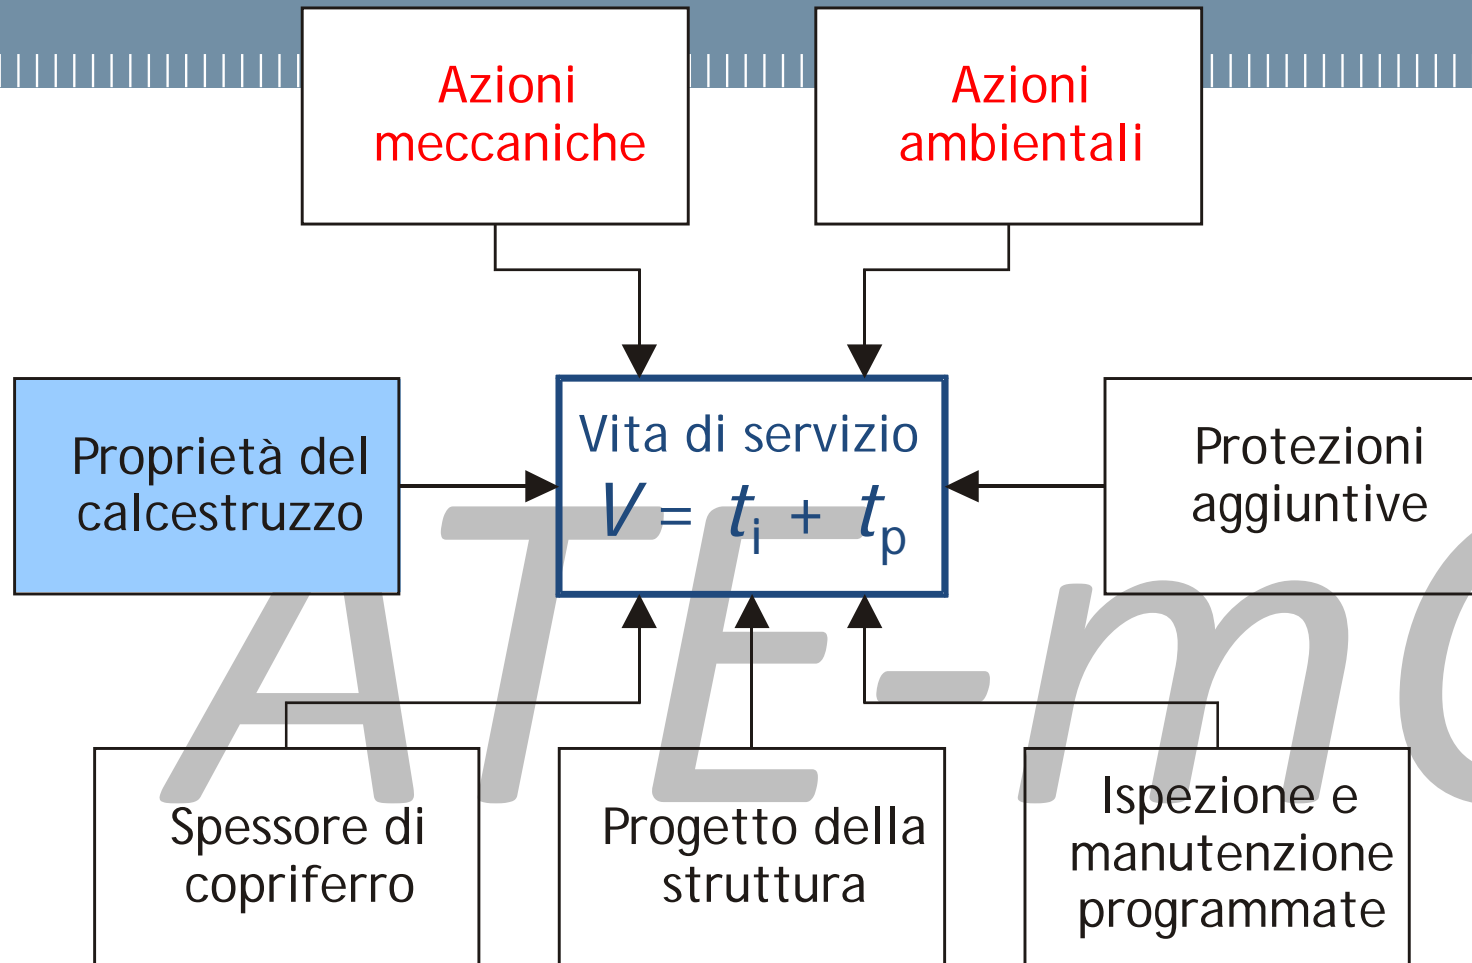 Azioni
meccaniche
Azioni
ambientali
Proprietà del
calcestruzzo
Vita di servizio
V = ti + tp
Protezioni
aggiuntive
Spessore di
copriferro
Progetto della
struttura
Ispezione e
manutenzione
programmate
ATE-m